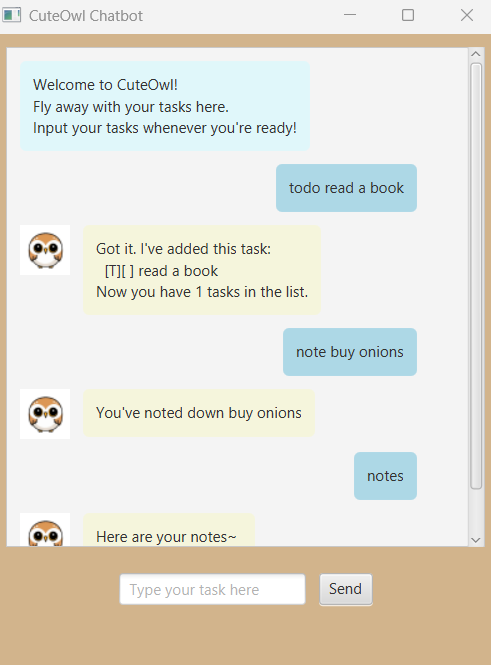 CuteOwl Chatbot
Welcome to CuteOwl!
Fly away with your tasks here.
Input your tasks whenever you're ready!
todo read a book
Got it. I've added this task:
[T][ ] read a book
Now you have 1 tasks in the list.
note buy onions
You've noted down buy onions
notes
Here are your notes~
Type your task here
Send